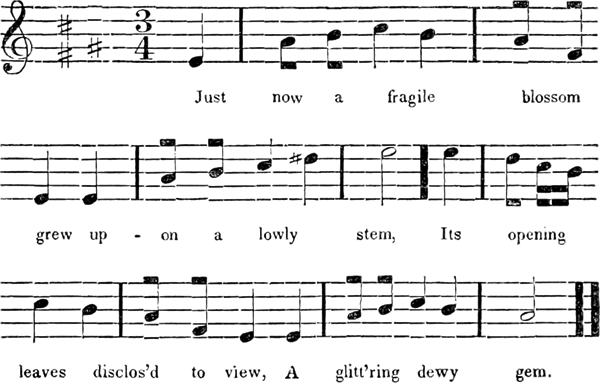 3
4
Just now a fragile blossom
grew up - on a lowly stem, Its opening
leaves disclos'd to view, A glitt'ring dewy gem.